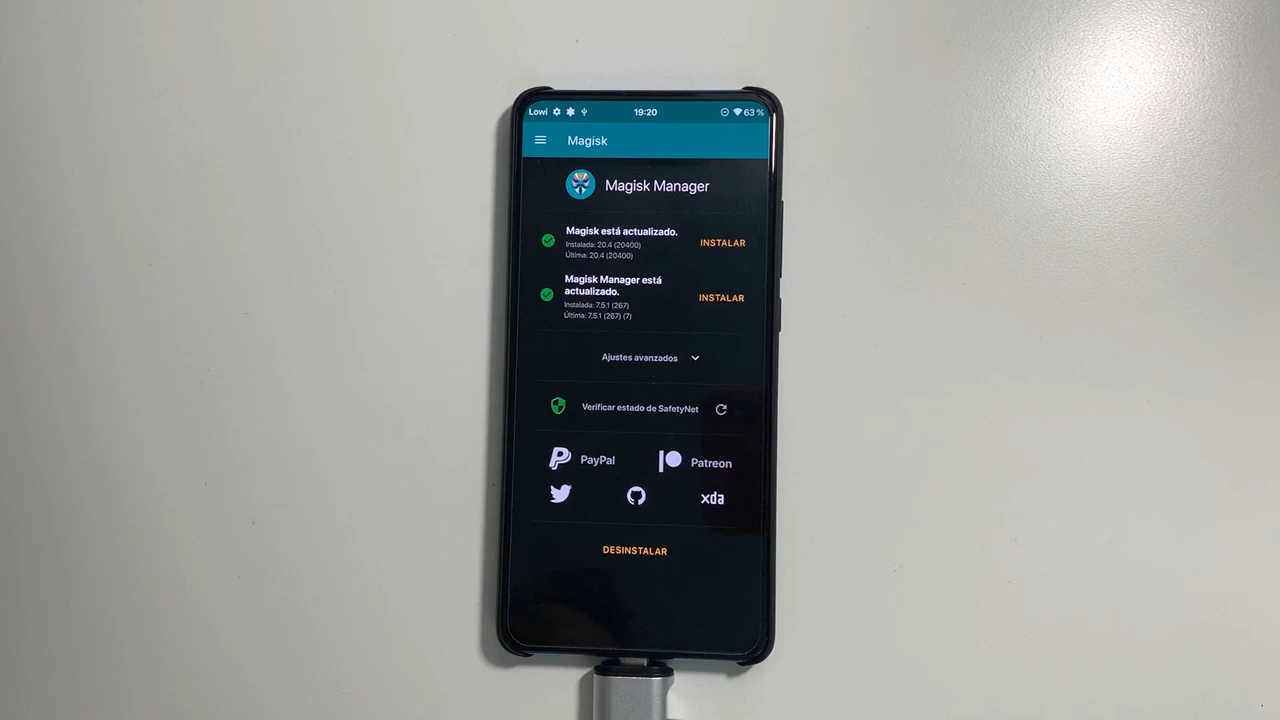 Lowi 19:20 63 %
Magisk
Magisk Manager
Magisk está actualizado.
Instalada: 20.4 (20400)
Última: 20.4 (20400)
INSTALAR
Magisk Manager está
actualizado.
Instalada: 7.5.1 (267)
Última: 7.5.1 (267) (7)
INSTALAR
Ajustes avanzados
Verificar estado de SafetyNet
PayPal
Patreon
xda
DESINSTALAR